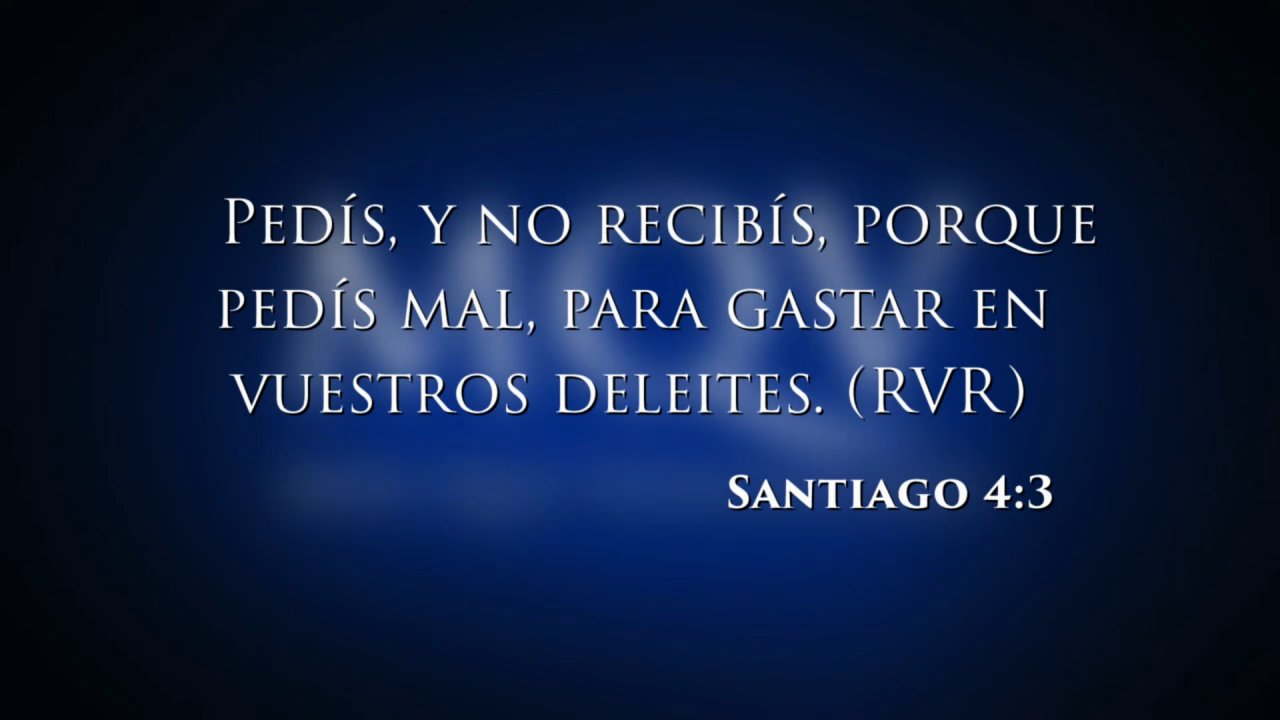 Pedís, y no recibís, porque
pedís mal, para gastar en
vuestros deleites. (RVR)
Santiago 4:3